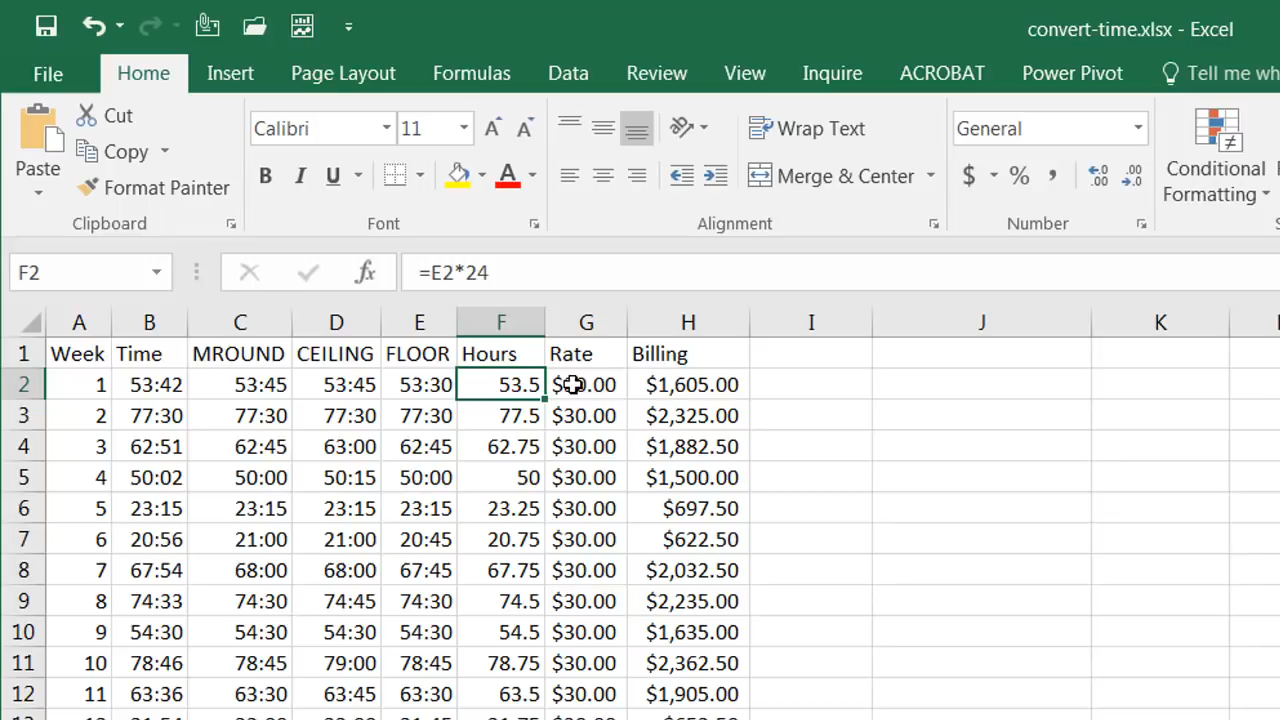 convert-time.xlsx - Excel
File Home Insert Page Layout Formulas Data Review View Inquire ACROBAT Power Pivot Tell me wh
Cut
Copy
Format Painter
Paste
Clipboard
Calibri 11 A A
B I U A
Font
ab Wrap Text
Merge & Center
Alignment
General
$ % , .00 .00
Number
Conditional
Formatting
F2 fx =E2*24
A B C D E F G H I J K
1 Week Time MROUND CEILING FLOOR Hours Rate Billing
2 1 53:42 53:45 53:45 53:30 53.5 $ .00 $1,605.00
3 2 77:30 77:30 77:30 77:30 77.5 $30.00 $2,325.00
4 3 62:51 62:45 63:00 62:45 62.75 $30.00 $1,882.50
5 4 50:02 50:00 50:15 50:00 50 $30.00 $1,500.00
6 5 23:15 23:15 23:15 23:15 23.25 $30.00 $697.50
7 6 20:56 21:00 21:00 20:45 20.75 $30.00 $622.50
8 7 67:54 68:00 68:00 67:45 67.75 $30.00 $2,032.50
9 8 74:33 74:30 74:45 74:30 74.5 $30.00 $2,235.00
10 9 54:30 54:30 54:30 54:30 54.5 $30.00 $1,635.00
11 10 78:46 78:45 79:00 78:45 78.75 $30.00 $2,362.50
12 11 63:36 63:30 63:45 63:30 63.5 $30.00 $1,905.00